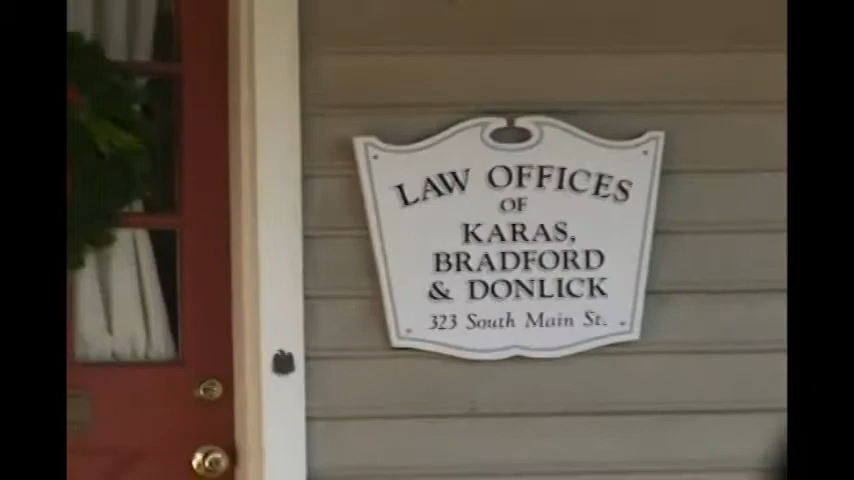 LAW OFFICES
OF
KARAS,
BRADFORD
& DONLICK
323 South Main St.